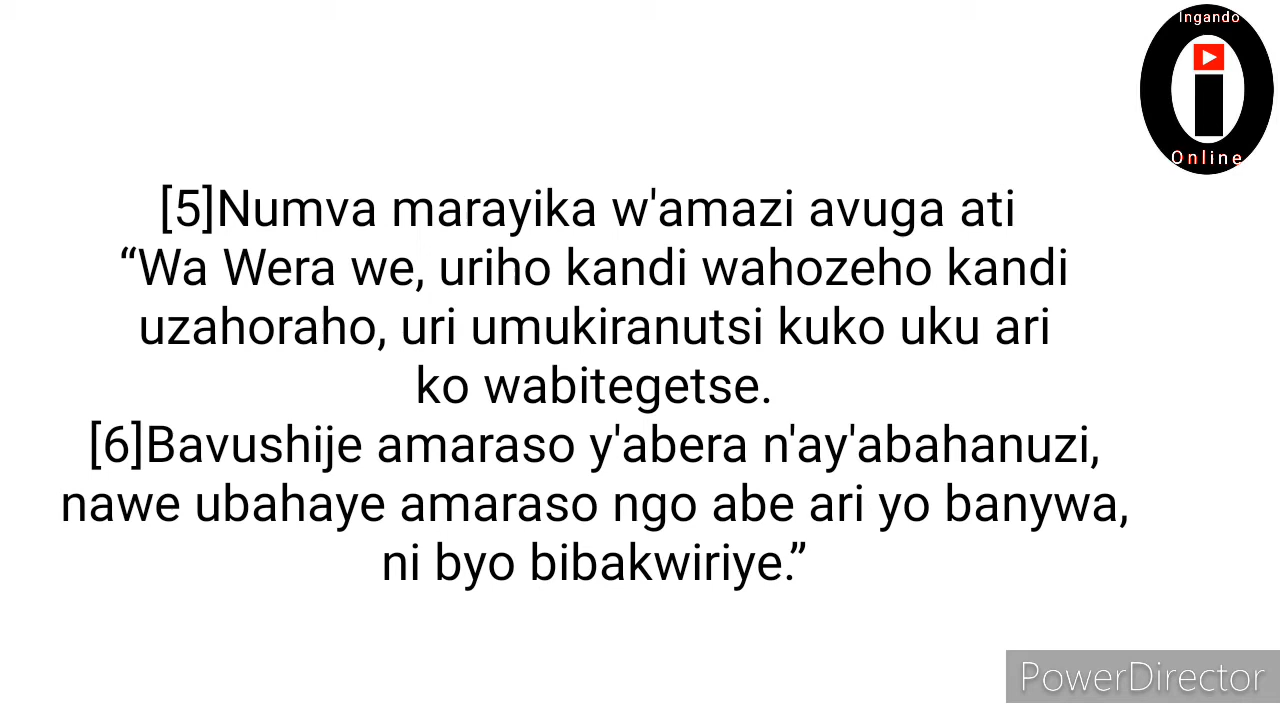 Ingando
i
Online
[5]Numva marayika w'amazi avuga ati
“Wa Wera we, uriho kandi wahozeho kandi
uzahoraho, uri umukiranutsi kuko uku ari
ko wabitegetse.
[6]Bavushije amaraso y'abera n'ay'abahanuzi,
nawe ubahaye amaraso ngo abe ari yo banywa,
ni byo bibakwiriye.”
PowerDirector